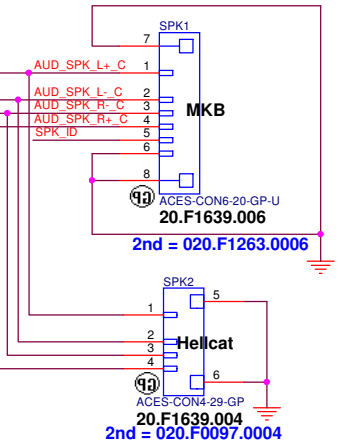 SPK1
7
AUD_SPK_L+_C 1
MKB
AUD_SPK_L-_C 2
AUD_SPK_R-_C 3
AUD_SPK_R+_C 4
SPK_ID 5
6
8
GP
ACES-CON6-20-GP-U
20.F1639.006
2nd = 020.F1263.0006
SPK2
5
1
2
Hellcat
3
4
6
GP
ACES-CON4-29-GP
20.F1639.004
2nd = 020.F0097.0004